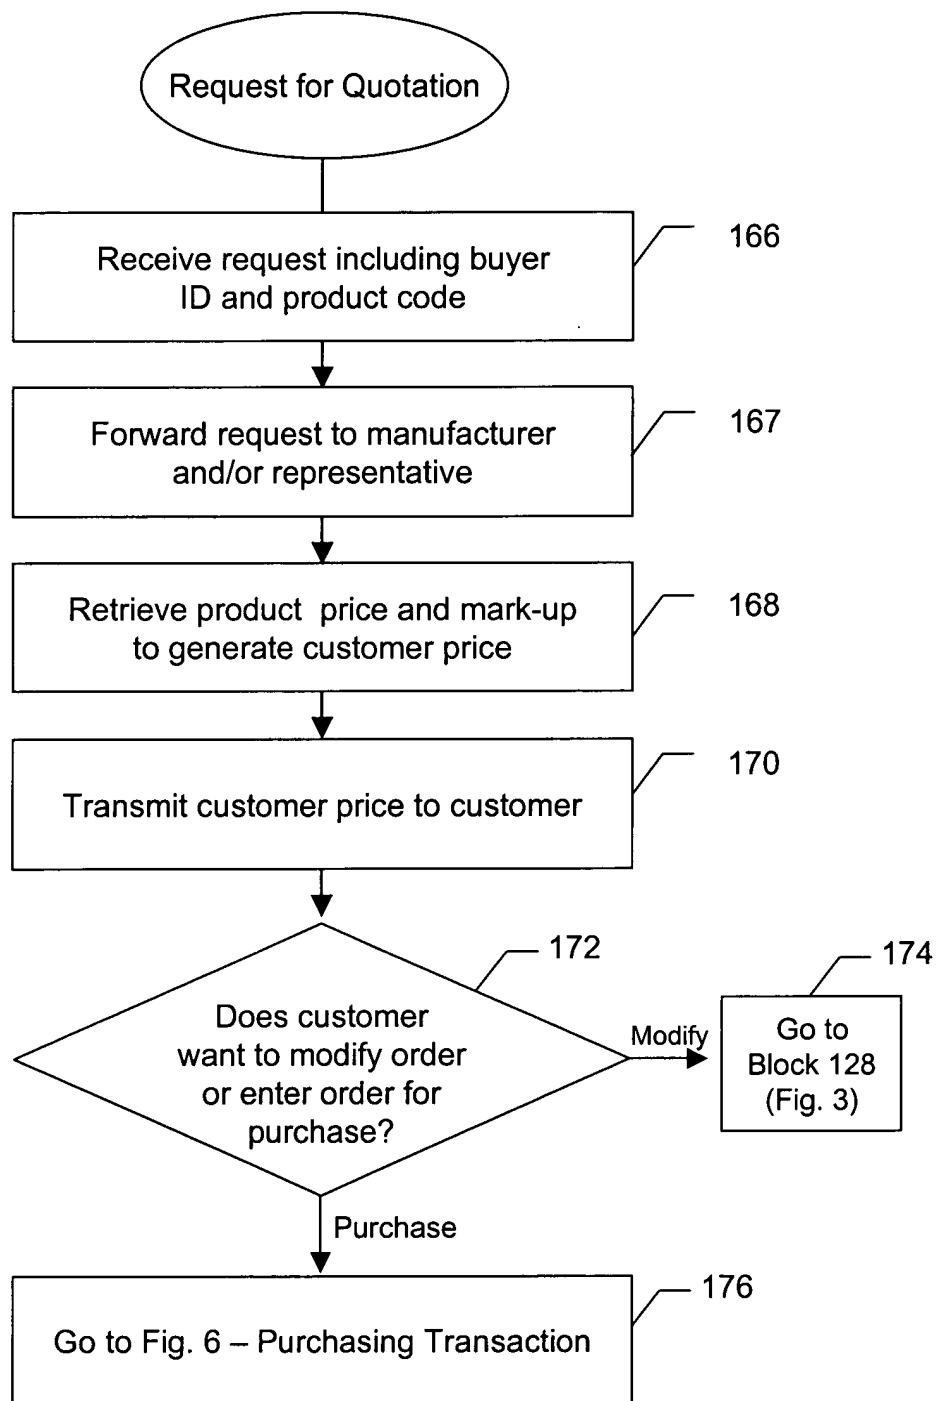 Request for Quotation
166
Receive request including buyer
ID and product code
167
Forward request to manufacturer
and/or representative
168
Retrieve product price and mark-up
to generate customer price
170
Transmit customer price to customer
172
174
Does customer
want to modify order
or enter order for
purchase?
Modify
Go to
Block 128
(Fig. 3)
Purchase
176
Go to Fig. 6 – Purchasing Transaction